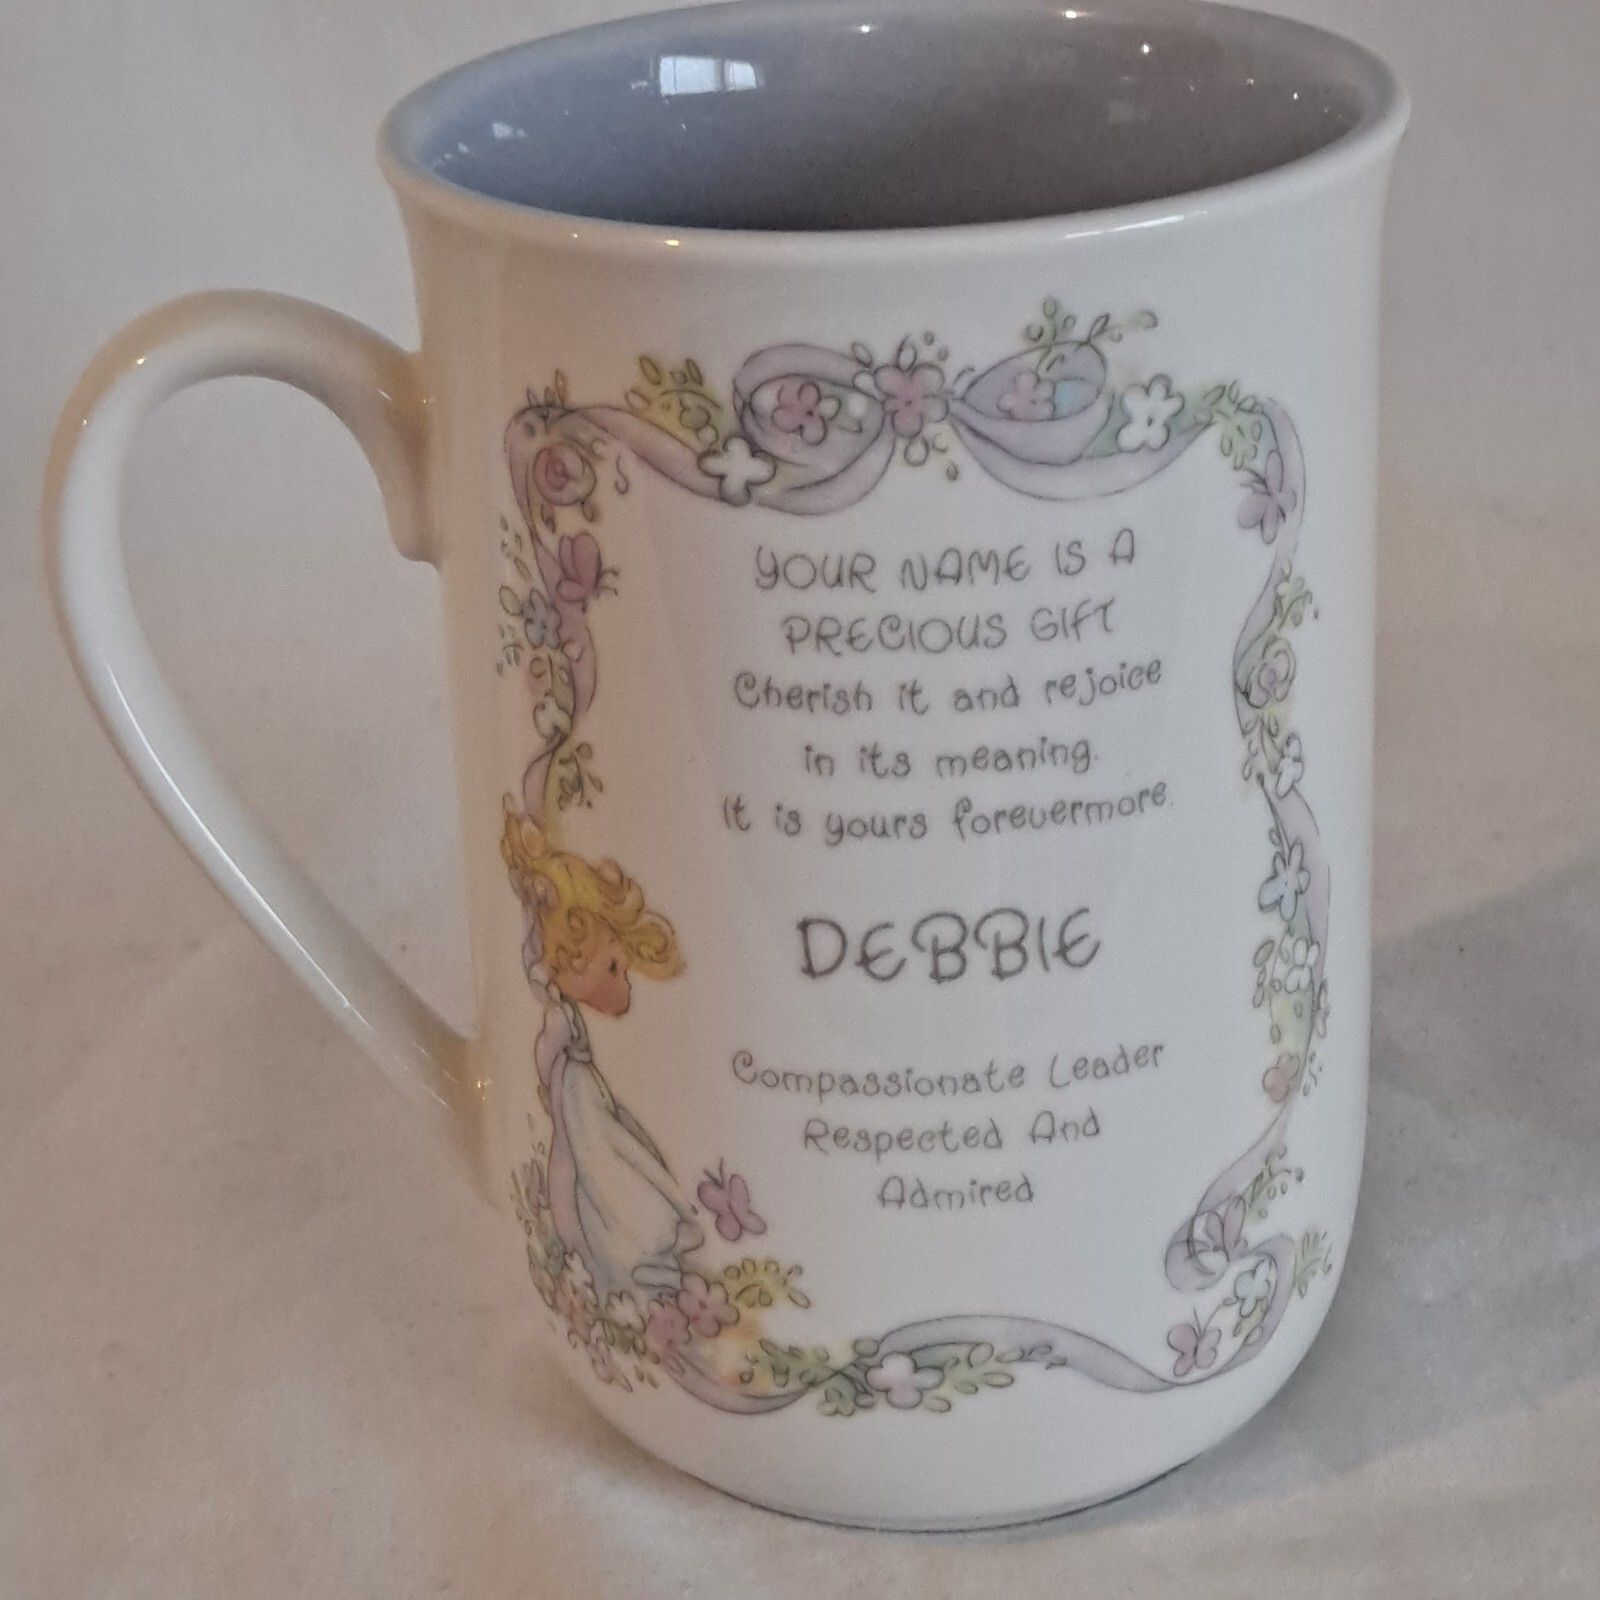 YOUR NAME IS A
PRECIOUS GIFT
Cherish it and rejoice
in its meaning.
It is yours forevermore.
DEBBIE
Compassionate Leader
Respected And
Admired